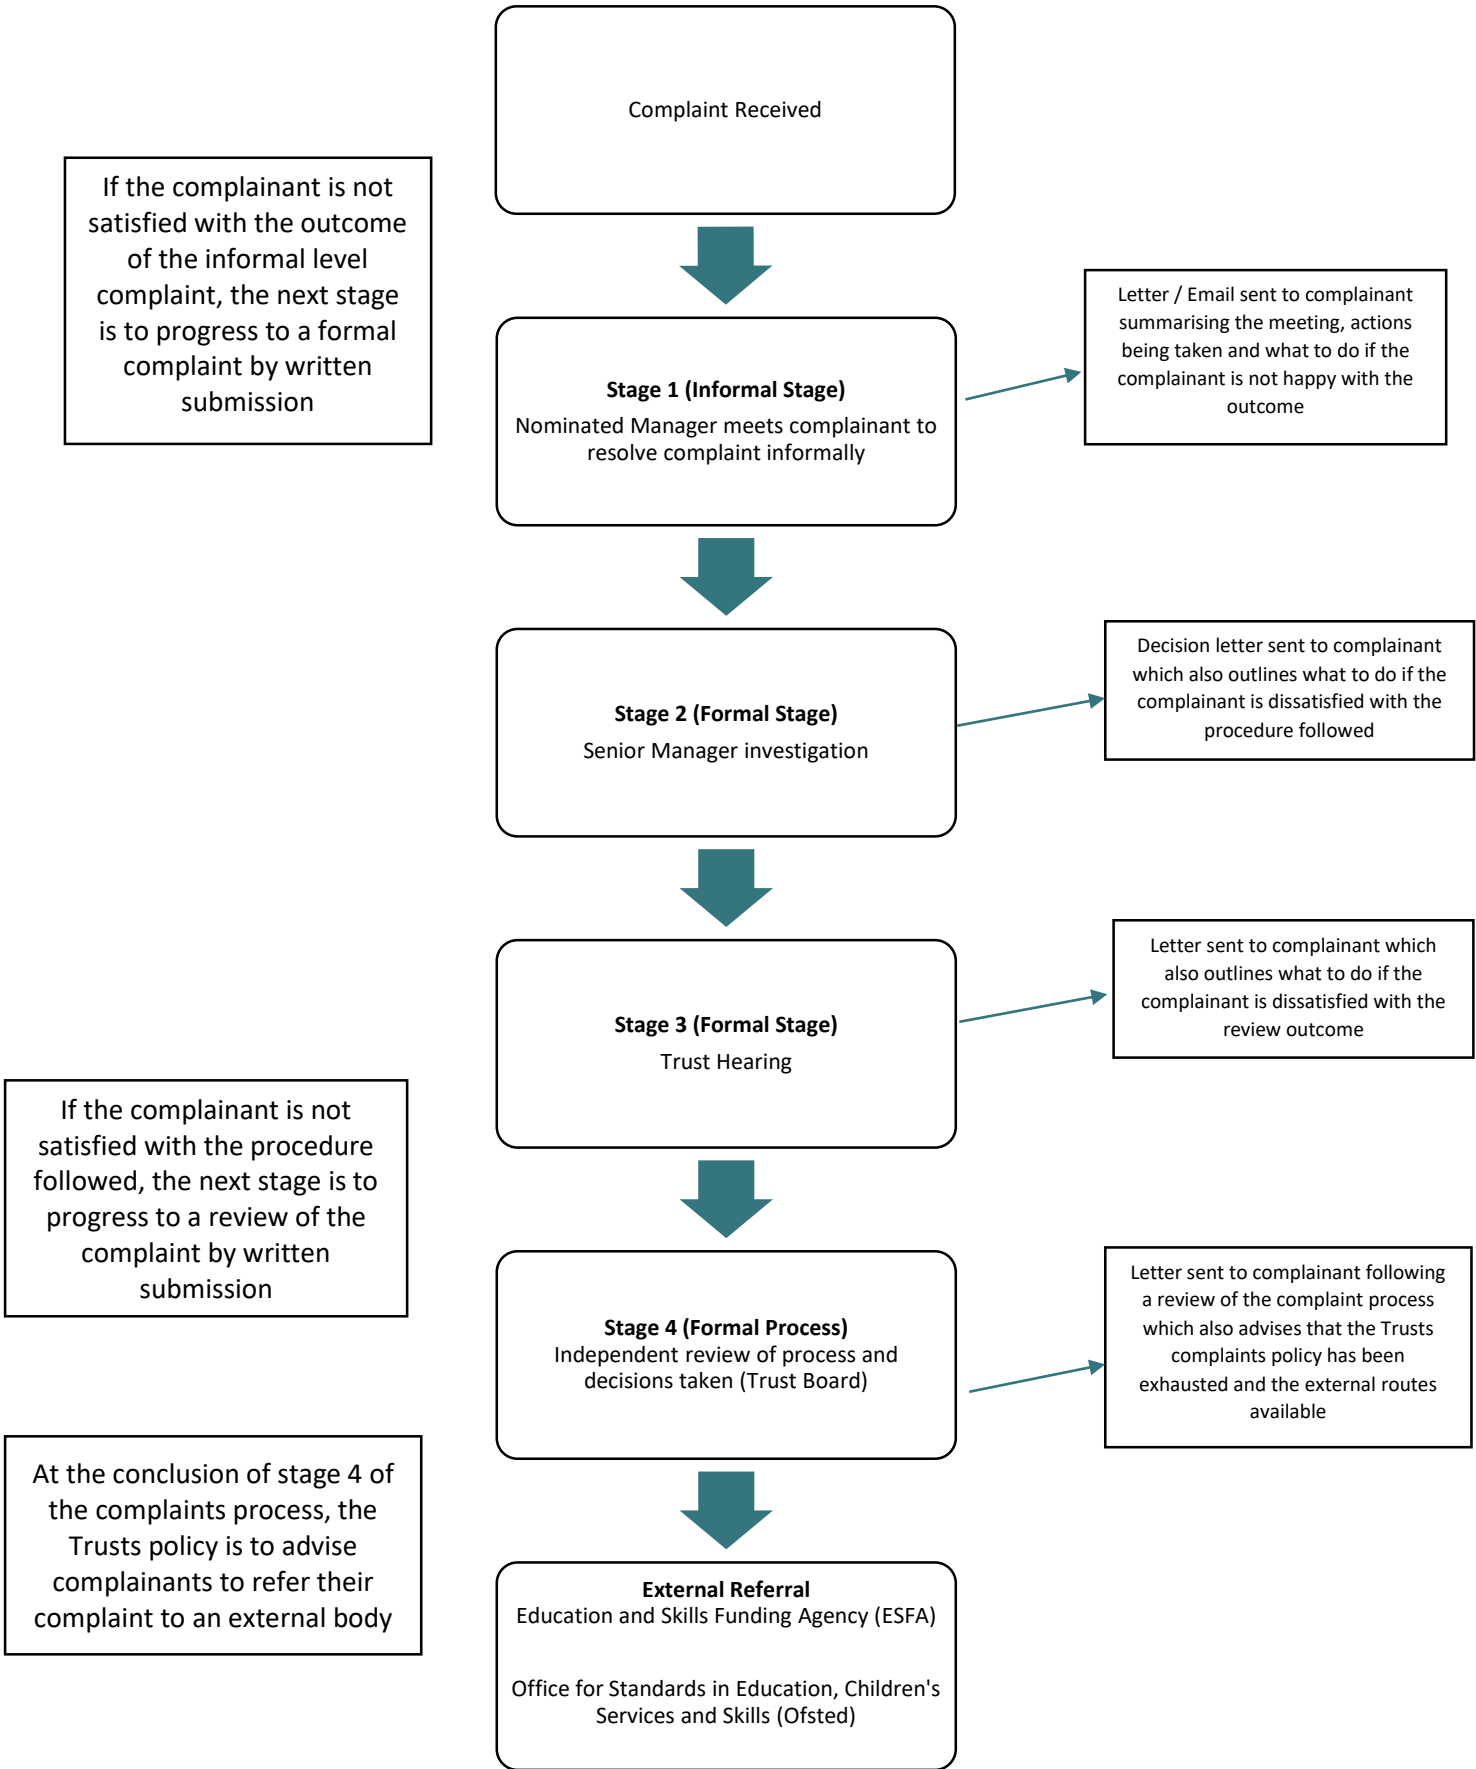 Complaint Received
If the complainant is not
satisfied with the outcome
of the informal level
complaint, the next stage
is to progress to a formal
complaint by written
submission
Stage 1 (Informal Stage)
Nominated Manager meets complainant to
resolve complaint informally
Letter / Email sent to complainant
summarising the meeting, actions
being taken and what to do if the
complainant is not happy with the
outcome
Stage 2 (Formal Stage)
Senior Manager investigation
Decision letter sent to complainant
which also outlines what to do if the
complainant is dissatisfied with the
procedure followed
Stage 3 (Formal Stage)
Trust Hearing
Letter sent to complainant which
also outlines what to do if the
complainant is dissatisfied with the
review outcome
If the complainant is not
satisfied with the procedure
followed, the next stage is to
progress to a review of the
complaint by written
submission
Stage 4 (Formal Process)
Independent review of process and
decisions taken (Trust Board)
Letter sent to complainant following
a review of the complaint process
which also advises that the Trusts
complaints policy has been
exhausted and the external routes
available
At the conclusion of stage 4 of
the complaints process, the
Trusts policy is to advise
complainants to refer their
complaint to an external body
External Referral
Education and Skills Funding Agency (ESFA)
Office for Standards in Education, Children's
Services and Skills (Ofsted)